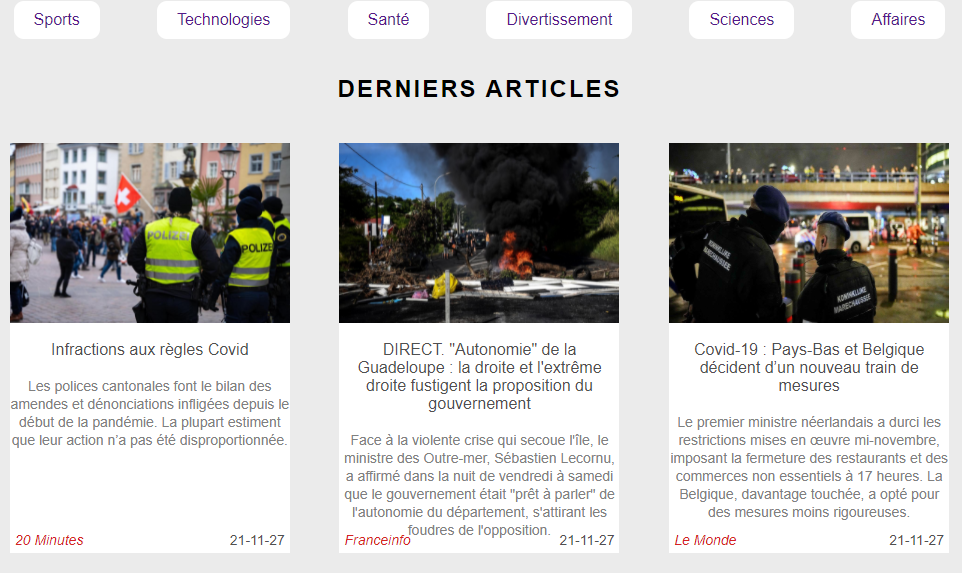 Sports
Technologies
Santé
Divertissement
Sciences
Affaires
DERNIERS ARTICLES
POLIZEI
POLIZE
Infractions aux règles Covid
Les polices cantonales font le bilan des
amendes et dénonciations infligées depuis le
début de la pandémie. La plupart estiment
que leur action n'a pas été disproportionnée.
20 Minutes
21-11-27
DIRECT. "Autonomie" de la
Guadeloupe : la droite et l'extrême
droite fustigent la proposition du
gouvernement
Face à la violente crise qui secoue l'île, le
ministre des Outre-mer, Sébastien Lecornu,
a affirmé dans la nuit de vendredi à samedi
que le gouvernement était "prêt à parler" de
l'autonomie du département, s'attirant les
foudres de l'opposition.
Franceinfo
21-11-27
KONINKLIJKE
MARECHAUSSEE
KONINKLIJKE
MARECHAUSSEE
Covid-19 : Pays-Bas et Belgique
décident d’un nouveau train de
mesures
Le premier ministre néerlandais a durci les
restrictions mises en œuvre mi-novembre,
imposant la fermeture des restaurants et des
commerces non essentiels à 17 heures. La
Belgique, davantage touchée, a opté pour
des mesures moins rigoureuses.
Le Monde
21-11-27